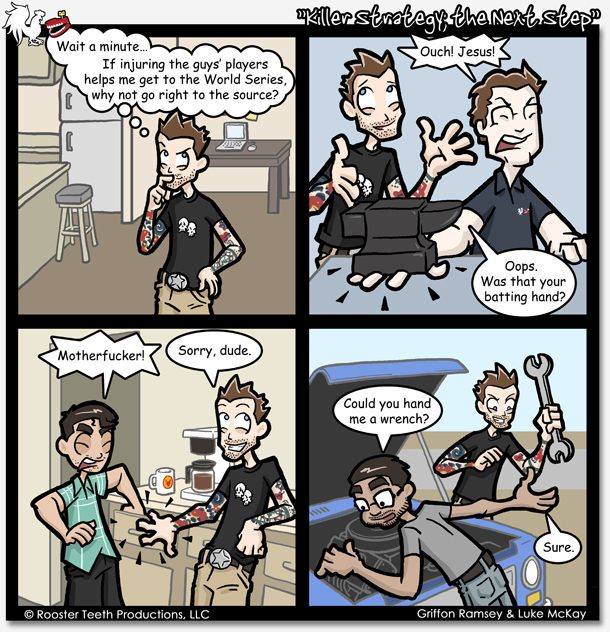 "Killer Strategy, the Next Step"
Wait a minute...
If injuring the guys' players
helps me get to the World Series,
why not go right to the source?
Ouch! Jesus!
Oops.
Was that your
batting hand?
Motherfucker!
Sorry, dude.
Could you hand
me a wrench?
Sure.
© Rooster Teeth Productions, LLC
Griffon Ramsey & Luke McKay